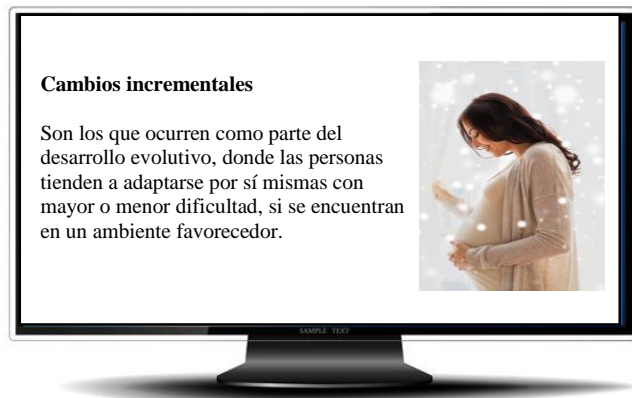 Cambios incrementales
Son los que ocurren como parte del
desarrollo evolutivo, donde las personas
tienden a adaptarse por sí mismas con
mayor o menor dificultad, si se encuentran
en un ambiente favorecedor.
SAMPLE TEXT